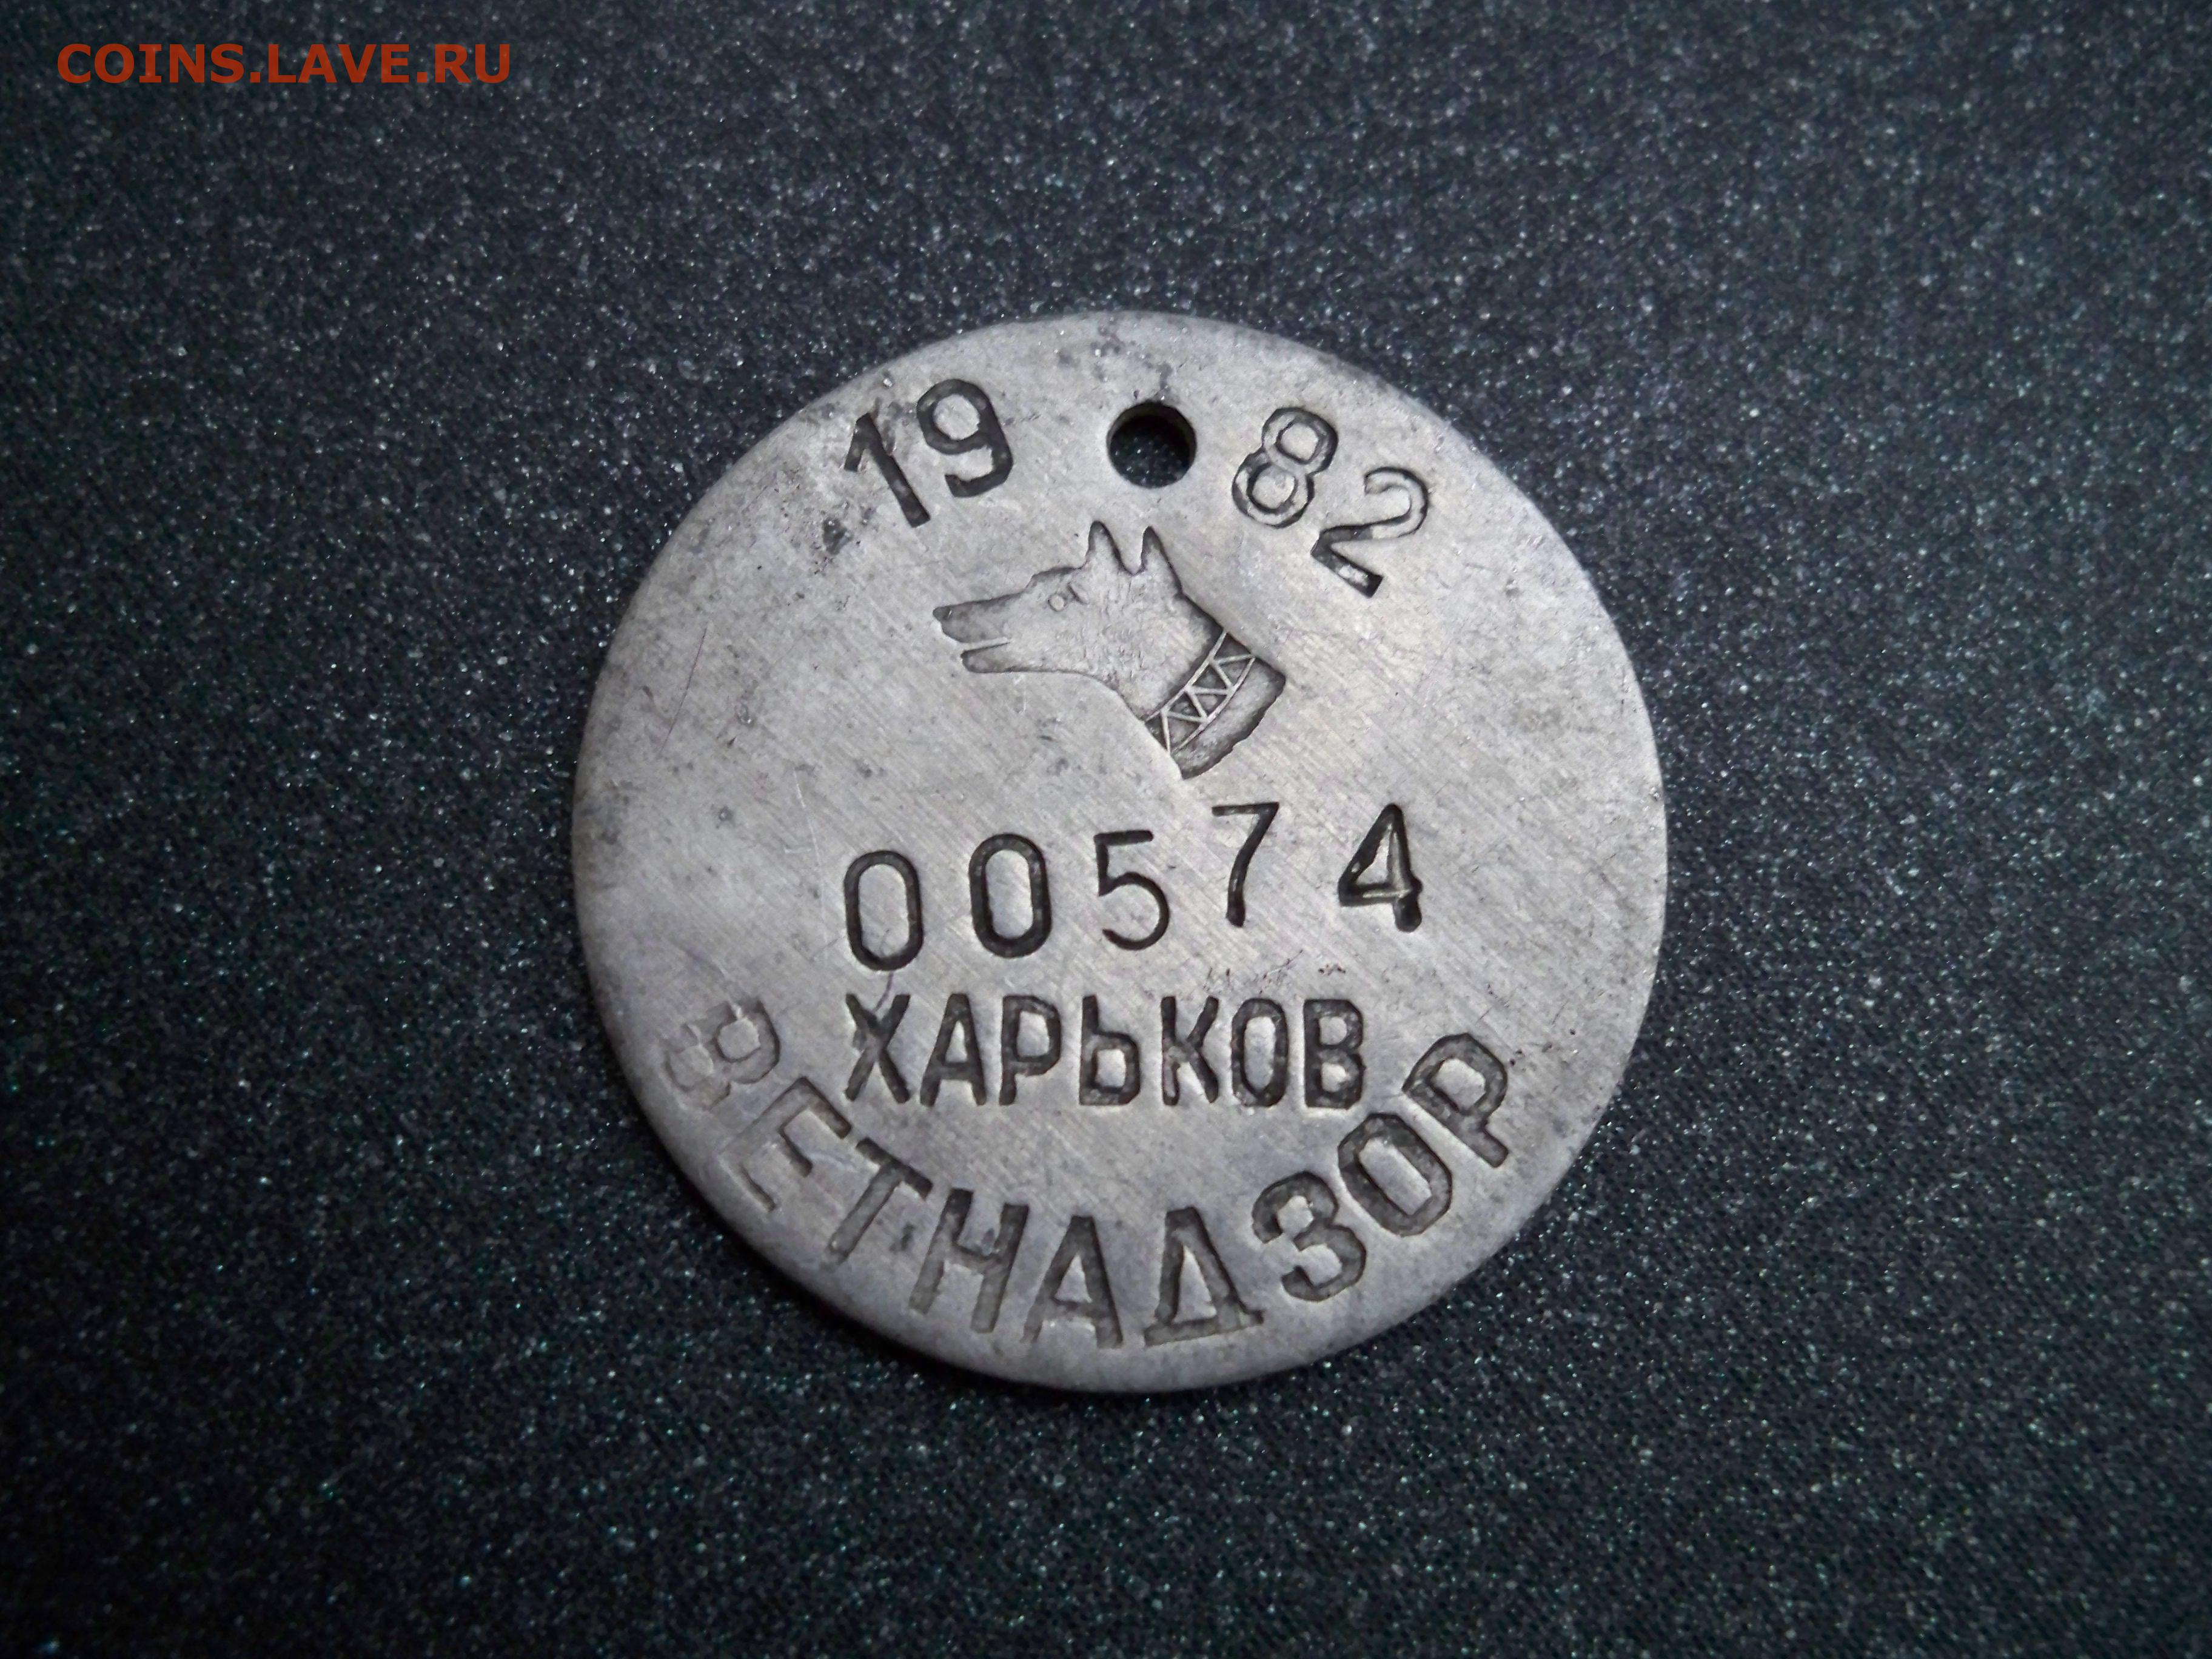 COINS.LAVE.RU
19 82
00574
ХАРЬКОВ
ВЕТНАДЗОР